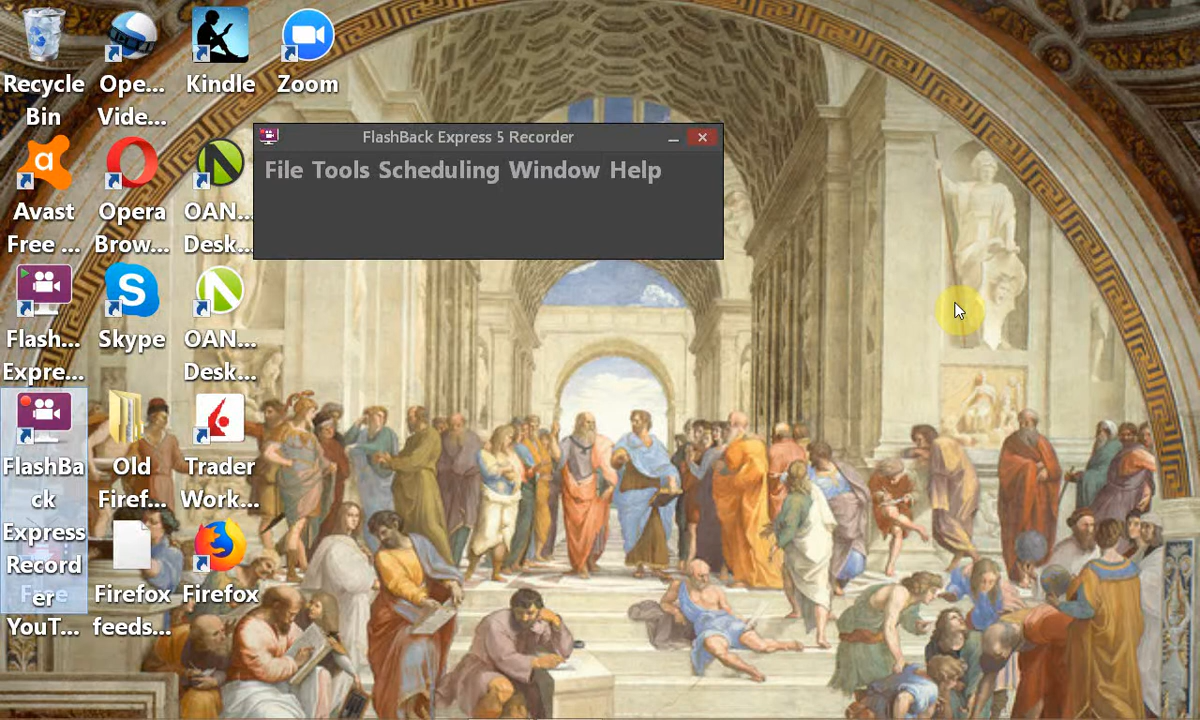 Recycle Bin
Ope... Vide...
Kindle
Zoom
FlashBack Express 5 Recorder
File Tools Scheduling Window Help
Avast Free ...
Opera Brow...
OAN... Desk...
Flash... Expre...
Skype
OAN... Desk...
FlashBa
ck
Express
Record
er
Old Firef...
Trader Work...
Free YouT...
Firefox feeds...
Firefox